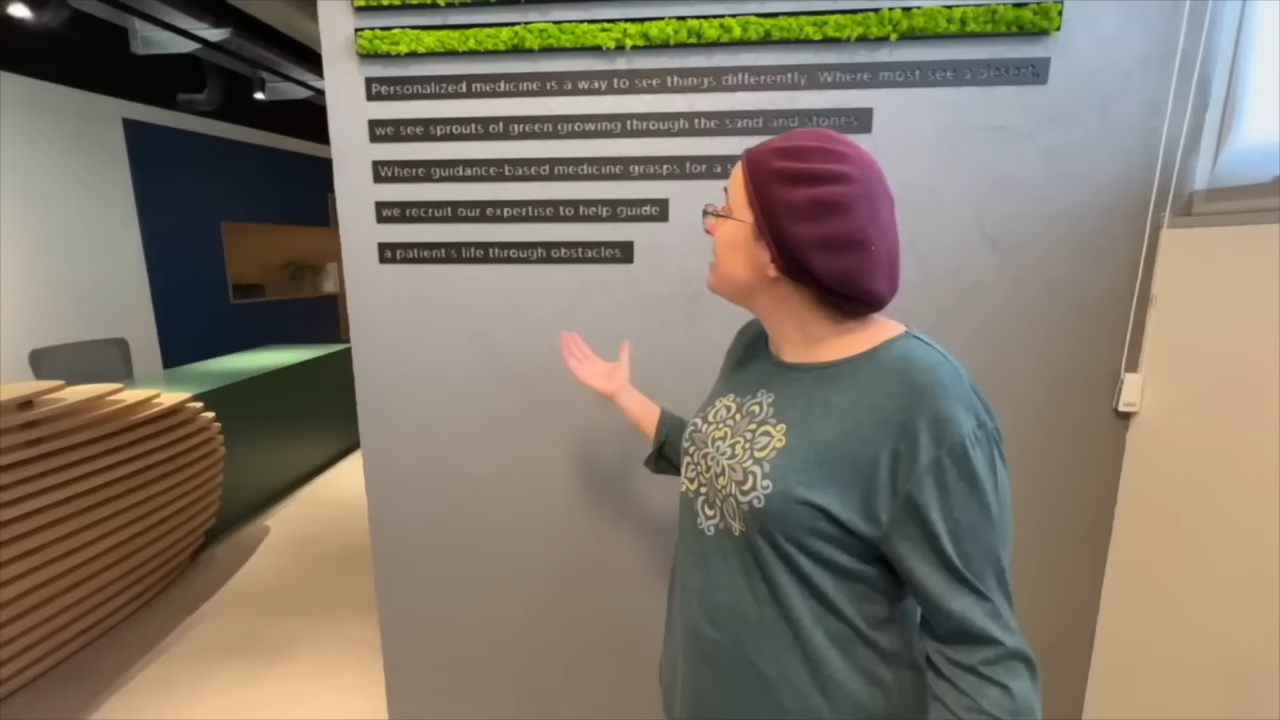 Personalized medicine is a way to see things differently. Where most see a desert,
we see sprouts of green growing through the sand and stones.
Where guidance-based medicine grasps for a
we recruit our expertise to help guide
a patient's life through obstacles.